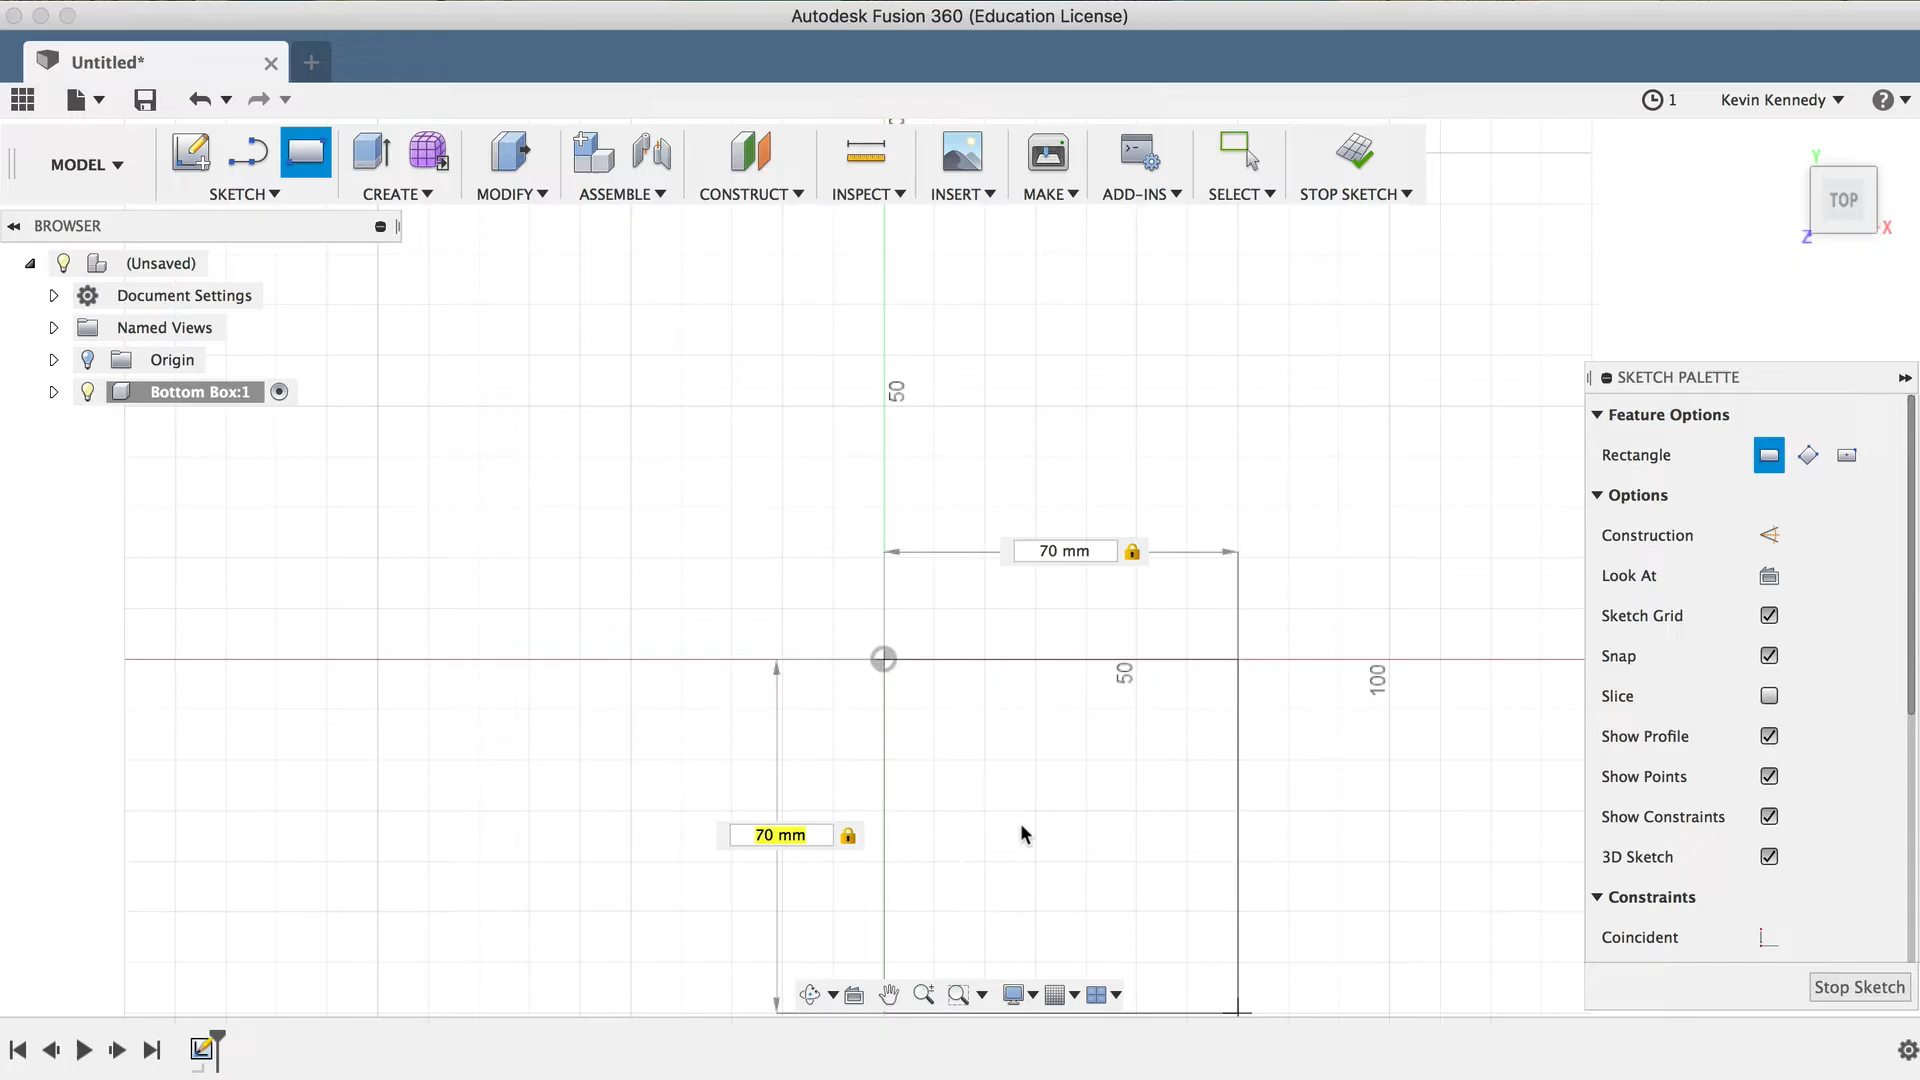 Autodesk Fusion 360 (Education License)
Untitled*
1
Kevin Kennedy
MODEL
SKETCH
CREATE
MODIFY
ASSEMBLE
CONSTRUCT
INSPECT
INSERT
MAKE
ADD-INS
SELECT
STOP SKETCH
Y
TOP
Z
X
BROWSER
(Unsaved)
Document Settings
Named Views
Origin
Bottom Box:1
50
70 mm
50
100
70 mm
SKETCH PALETTE
Feature Options
Rectangle
Options
Construction
Look At
Sketch Grid
Snap
Slice
Show Profile
Show Points
Show Constraints
3D Sketch
Constraints
Coincident
Stop Sketch